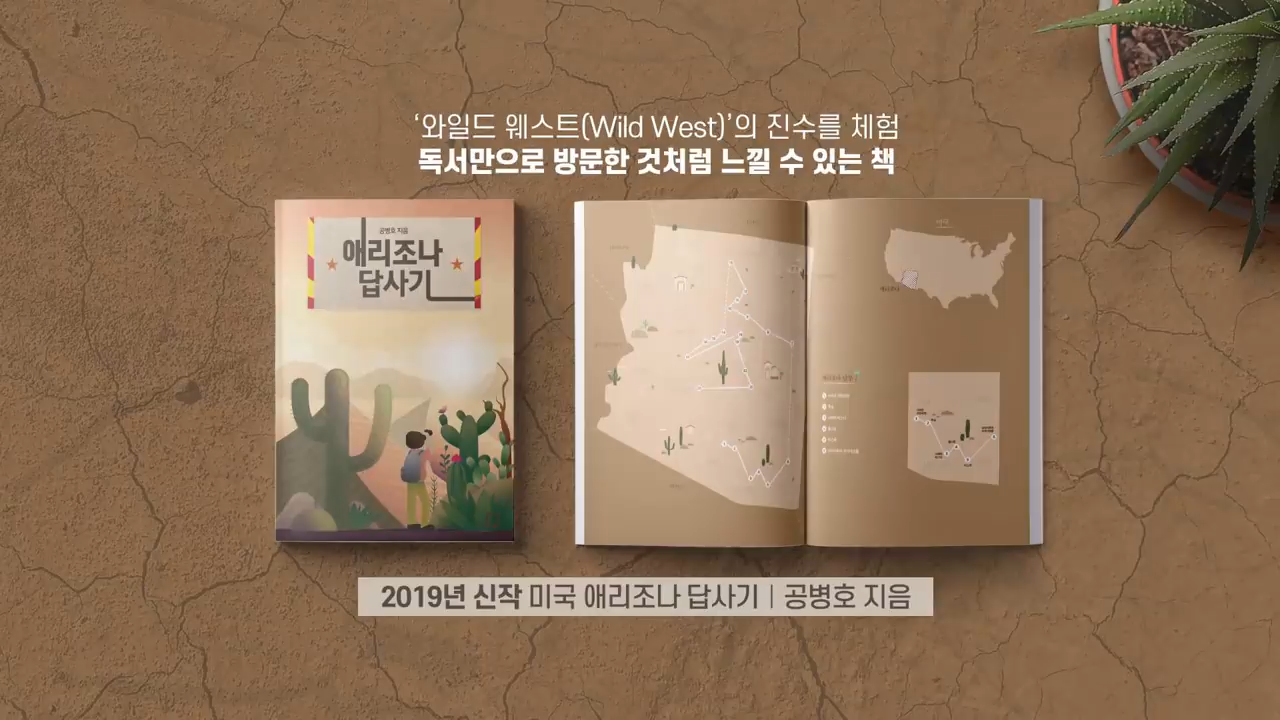 ‘와일드 웨스트(Wild West)’의 진수를 체험
독서만으로 방문한 것처럼 느낄 수 있는 책
공병호 지음
애리조나
답사기
미국
2019년 신작 미국 애리조나 답사기 | 공병호 지음